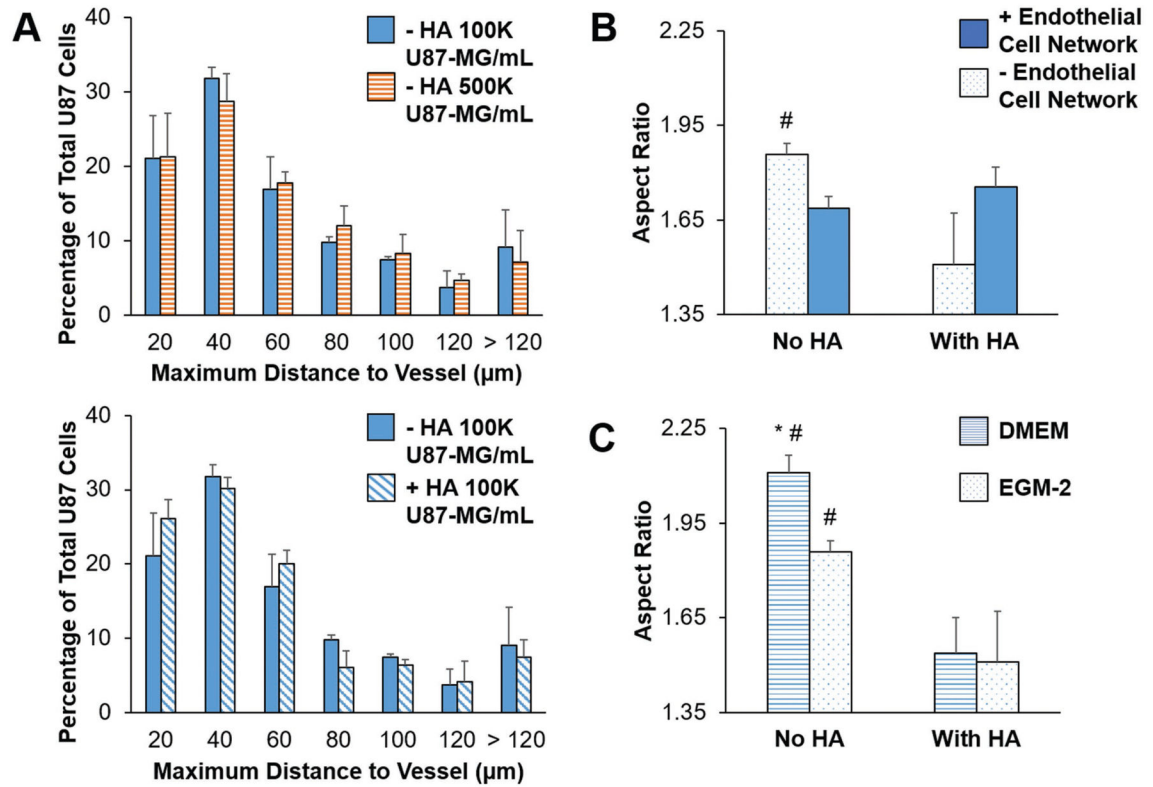 A
Percentage of Total U87 Cells
40
30
20
10
0
- HA 100K
U87-MG/mL
- HA 500K
U87-MG/mL
20 40 60 80 100 120 > 120
Maximum Distance to Vessel (µm)
B
Aspect Ratio
2.25
1.95
1.65
1.35
+ Endothelial
Cell Network
- Endothelial
Cell Network
#
No HA With HA
Percentage of Total U87 Cells
40
30
20
10
0
- HA 100K
U87-MG/mL
+ HA 100K
U87-MG/mL
20 40 60 80 100 120 > 120
Maximum Distance to Vessel (µm)
C
Aspect Ratio
2.25
1.95
1.65
1.35
DMEM
EGM-2
* #
#
No HA With HA